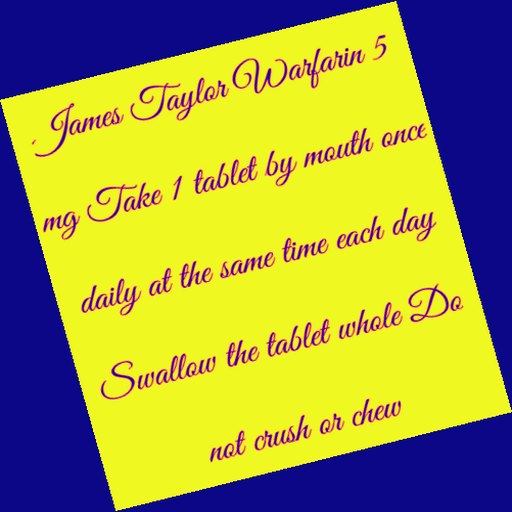 James Taylor Warfarin 5
mg Take 1 tablet by mouth once
daily at the same time each day
Swallow the tablet whole Do
not crush or chew